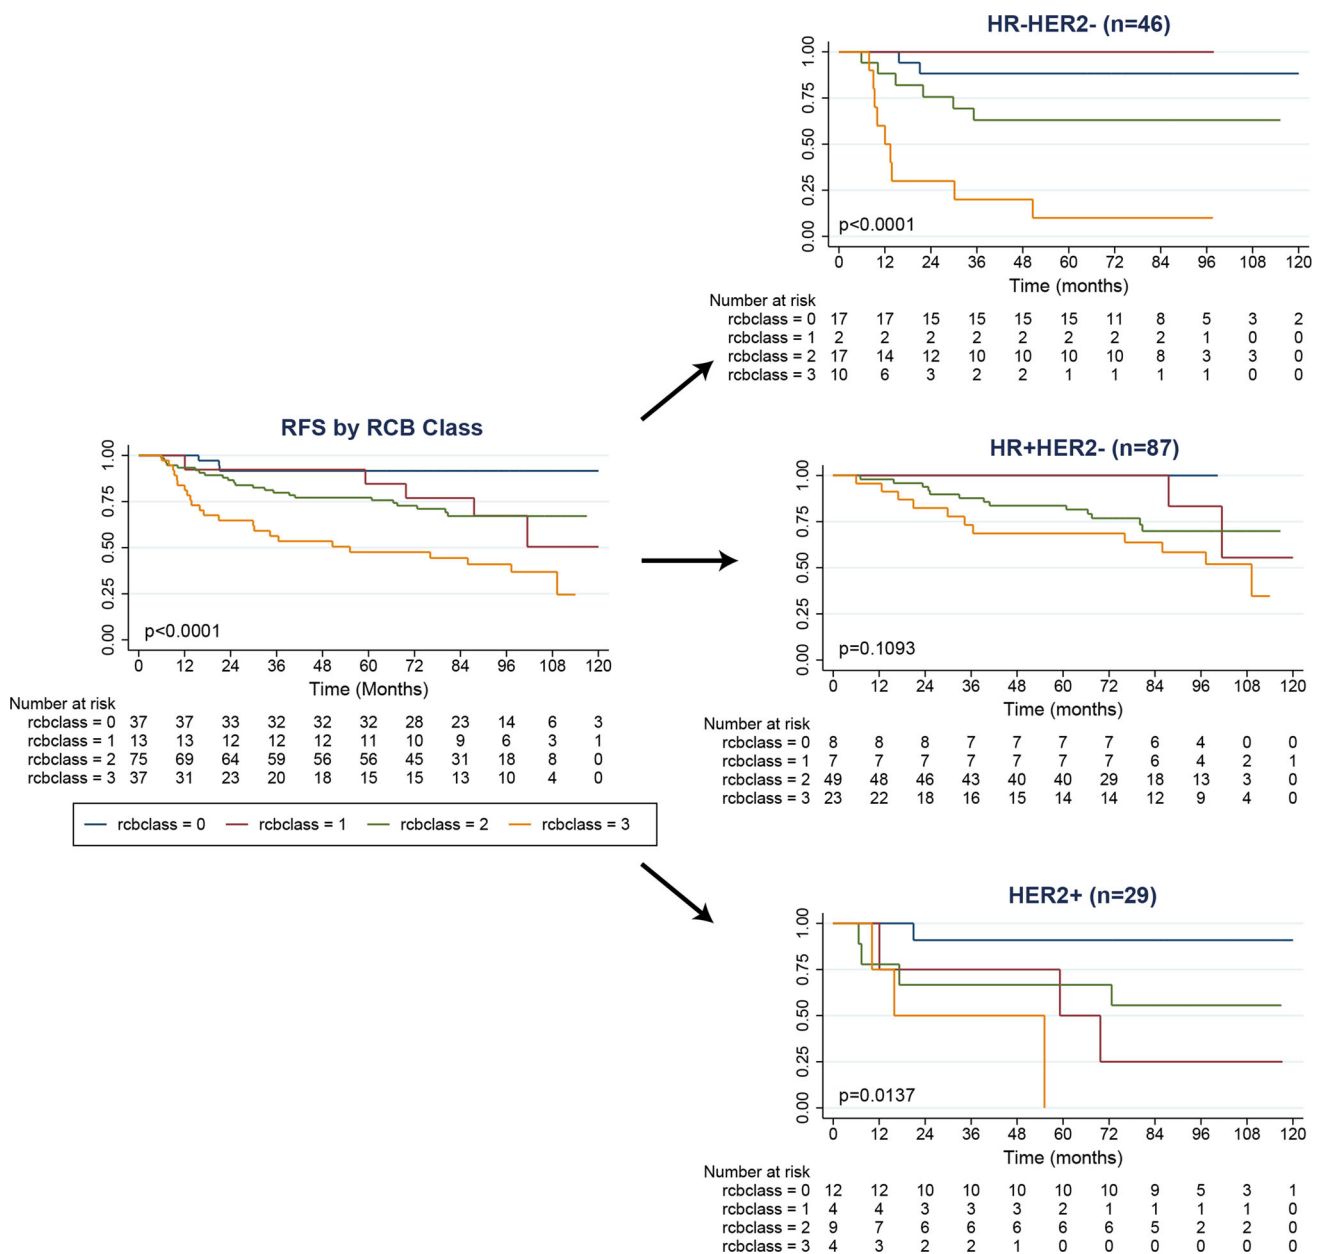 HR-HER2- (n=46)
1.00
0.75
0.50
0.25
0.00
p<0.0001
0 12 24 36 48 60 72 84 96 108 120
Time (months)
Number at risk
rcbclass = 0 17 17 15 15 15 15 11 8 5 3 2
rcbclass = 1 2 2 2 2 2 2 2 2 1 0 0
rcbclass = 2 17 14 12 10 10 10 10 8 3 3 0
rcbclass = 3 10 6 3 2 2 1 1 1 1 0 0
RFS by RCB Class
1.00
0.75
0.50
0.25
0.00
p<0.0001
0 12 24 36 48 60 72 84 96 108 120
Time (Months)
Number at risk
rcbclass = 0 37 37 33 32 32 32 28 23 14 6 3
rcbclass = 1 13 13 12 12 12 11 10 9 6 3 1
rcbclass = 2 75 69 64 59 56 56 45 31 18 8 0
rcbclass = 3 37 31 23 20 18 15 15 13 10 4 0
rcbclass = 0 rcbclass = 1 rcbclass = 2 rcbclass = 3
HR+HER2- (n=87)
1.00
0.75
0.50
0.25
0.00
p=0.1093
0 12 24 36 48 60 72 84 96 108 120
Time (months)
Number at risk
rcbclass = 0 8 8 8 7 7 7 7 6 4 0 0
rcbclass = 1 7 7 7 7 7 7 7 6 4 2 1
rcbclass = 2 49 48 46 43 40 40 29 18 13 3 0
rcbclass = 3 23 22 18 16 15 14 14 12 9 4 0
HER2+ (n=29)
1.00
0.75
0.50
0.25
0.00
p=0.0137
0 12 24 36 48 60 72 84 96 108 120
Time (months)
Number at risk
rcbclass = 0 12 12 10 10 10 10 10 9 5 3 1
rcbclass = 1 4 4 3 3 3 2 1 1 1 1 0
rcbclass = 2 9 7 6 6 6 6 6 5 2 2 0
rcbclass = 3 4 3 2 2 1 0 0 0 0 0 0